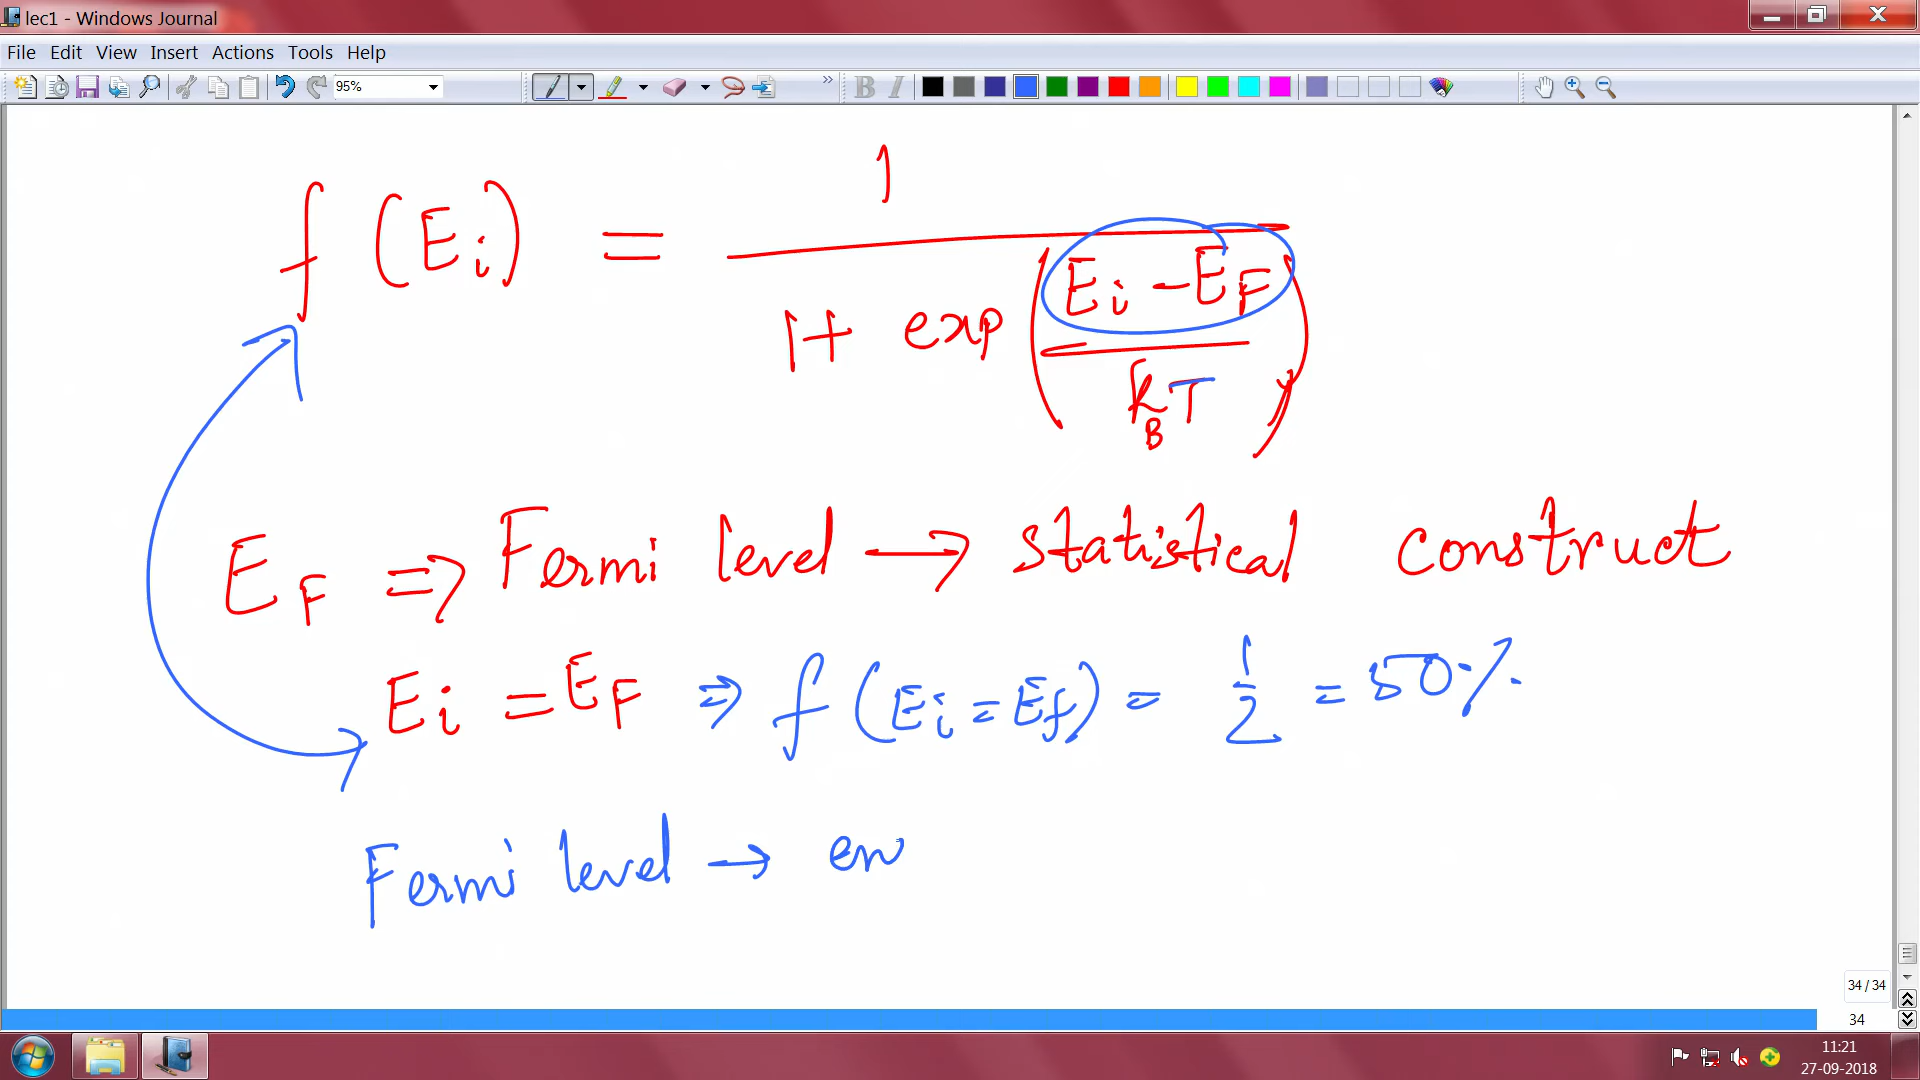 lec1 - Windows Journal
File Edit View Insert Actions Tools Help
95%
B I
f (Ei) = 1 / 1 + exp ( Ei - EF / kBT )
EF => Fermi level → statistical construct
Ei = EF => f (Ei = Ef) = 1/2 = 50%
Fermi level → en
34 / 34
34
11:21
27-09-2018